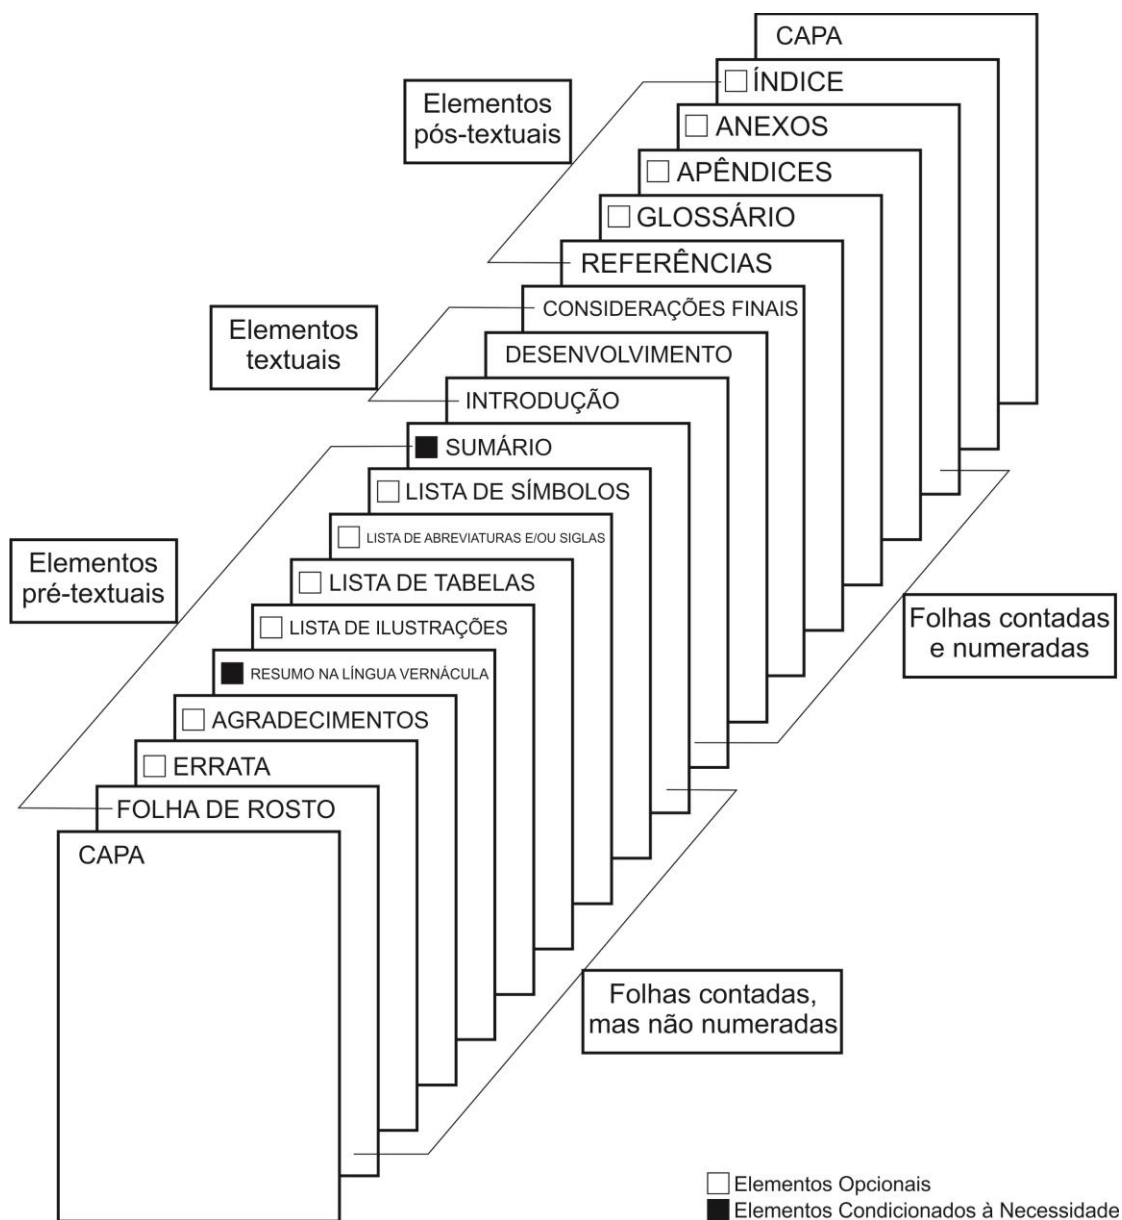 CAPA
ÍNDICE
Elementos
pós-textuais
ANEXOS
APÊNDICES
GLOSSÁRIO
REFERÊNCIAS
CONSIDERAÇÕES FINAIS
Elementos
textuais
DESENVOLVIMENTO
INTRODUÇÃO
SUMÁRIO
LISTA DE SÍMBOLOS
LISTA DE ABREVIATURAS E/OU SIGLAS
Elementos
pré-textuais
LISTA DE TABELAS
LISTA DE ILUSTRAÇÕES
Folhas contadas
e numeradas
RESUMO NA LÍNGUA VERNÁCULA
AGRADECIMENTOS
ERRATA
FOLHA DE ROSTO
CAPA
Folhas contadas,
mas não numeradas
Elementos Opcionais
Elementos Condicionados à Necessidade